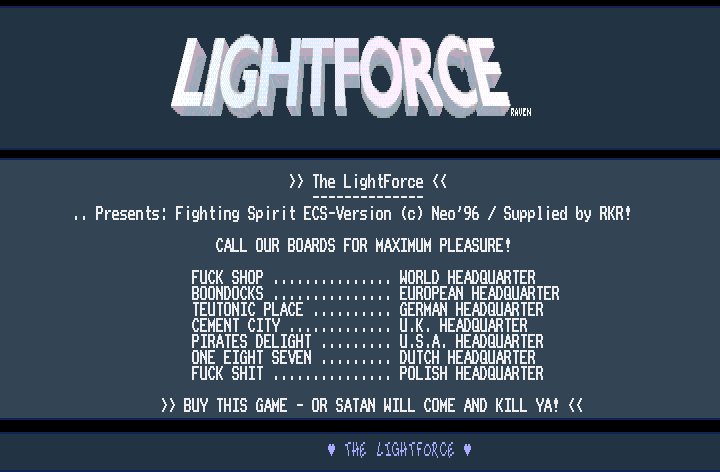 LIGHTFORCE
RAVEN
>> The LightForce <<
--------------
.. Presents: Fighting Spirit ECS-Version (c) Neo'96 / Supplied by RKR!
CALL OUR BOARDS FOR MAXIMUM PLEASURE!
FUCK SHOP ............... WORLD HEADQUARTER
BOONDOCKS ............... EUROPEAN HEADQUARTER
TEUTONIC PLACE .......... GERMAN HEADQUARTER
CEMENT CITY ............. U.K. HEADQUARTER
PIRATES DELIGHT ......... U.S.A. HEADQUARTER
ONE EIGHT SEVEN ......... DUTCH HEADQUARTER
FUCK SHIT ............... POLISH HEADQUARTER
>> BUY THIS GAME - OR SATAN WILL COME AND KILL YA! <<
♥ THE LIGHTFORCE ♥